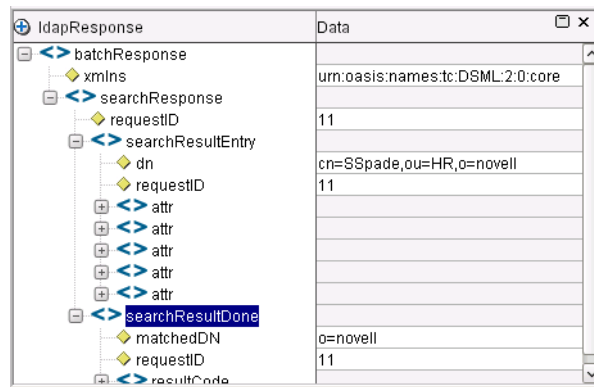 ldapResponse Data
batchResponse
xmlns urn:oasis:names:tc:DSML:2:0:core
searchResponse
requestID 11
searchResultEntry
dn cn=SSpade,ou=HR,o=novell
requestID 11
attr
attr
attr
attr
attr
searchResultDone
matchedDN o=novell
requestID 11
resultCode